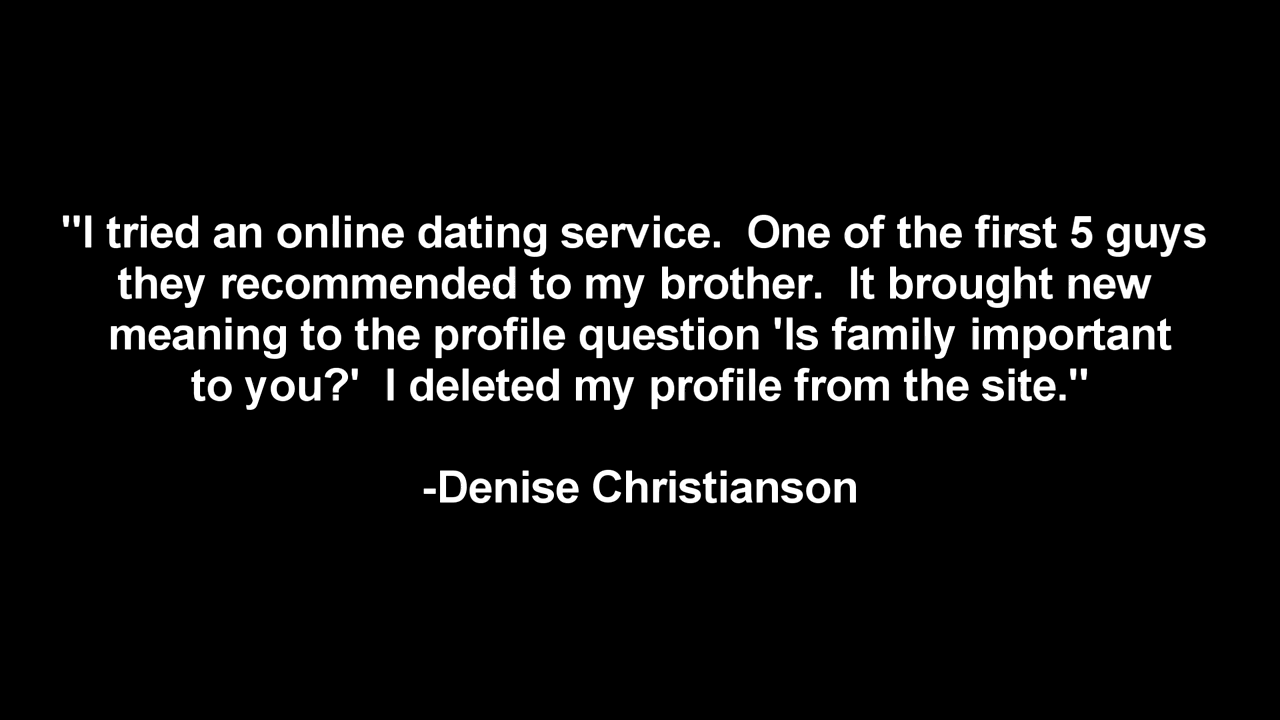 "I tried an online dating service.  One of the first 5 guys
they recommended to my brother.  It brought new
meaning to the profile question 'Is family important
to you?'  I deleted my profile from the site."
-Denise Christianson